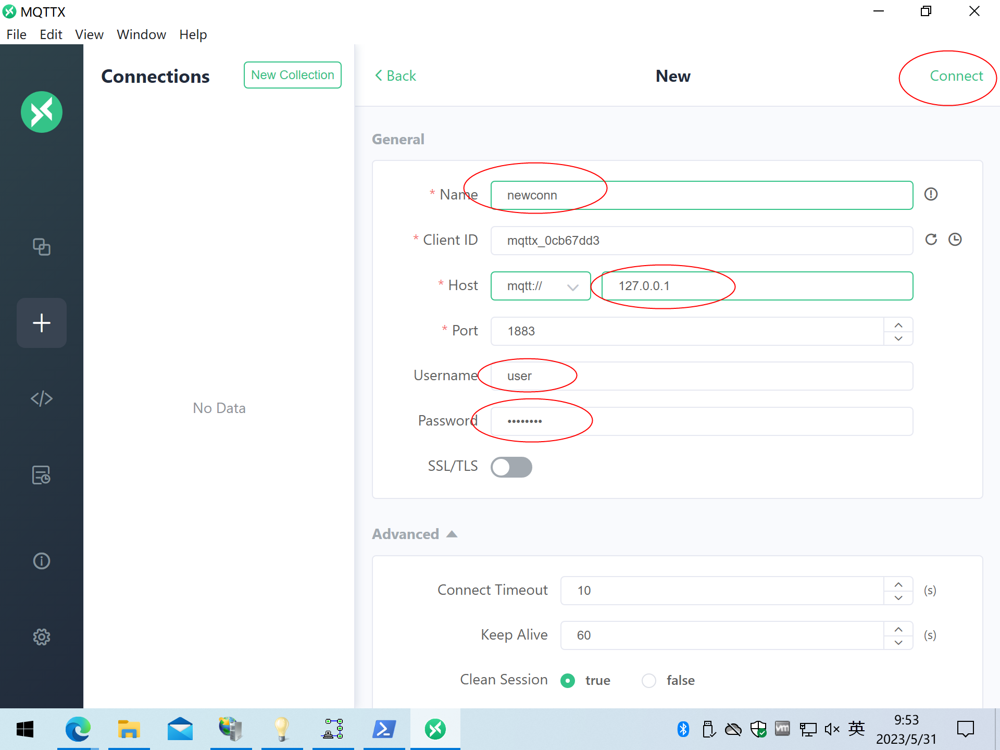 MQTTX
File Edit View Window Help
Connections
New Collection
Back
New
Connect
General
* Name
newconn
* Client ID
mqttx_0cb67dd3
* Host
mqtt://
127.0.0.1
* Port
1883
Username
user
Password
••••••••
SSL/TLS
No Data
Advanced
Connect Timeout
10
(s)
Keep Alive
60
(s)
Clean Session
true
false
英
9:53
2023/5/31